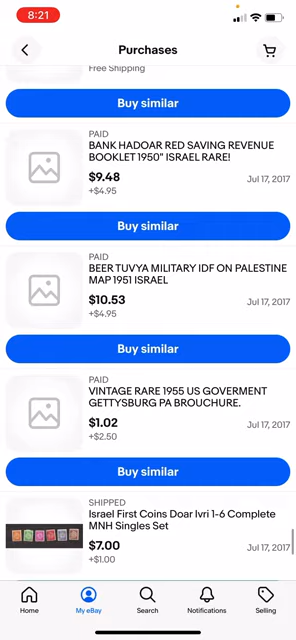 8:21
Purchases
Free Shipping
Buy similar
PAID
BANK HADOAR RED SAVING REVENUE
BOOKLET 1950" ISRAEL RARE!
$9.48
+$4.95
Jul 17, 2017
Buy similar
PAID
BEER TUVYA MILITARY IDF ON PALESTINE
MAP 1951 ISRAEL
$10.53
+$4.95
Jul 17, 2017
Buy similar
PAID
VINTAGE RARE 1955 US GOVERMENT
GETTYSBURG PA BROUCHURE.
$1.02
+$2.50
Jul 17, 2017
Buy similar
SHIPPED
Israel First Coins Doar Ivri 1-6 Complete
MNH Singles Set
$7.00
+$1.00
Jul 17, 2017
Home
My eBay
Search
Notifications
Selling